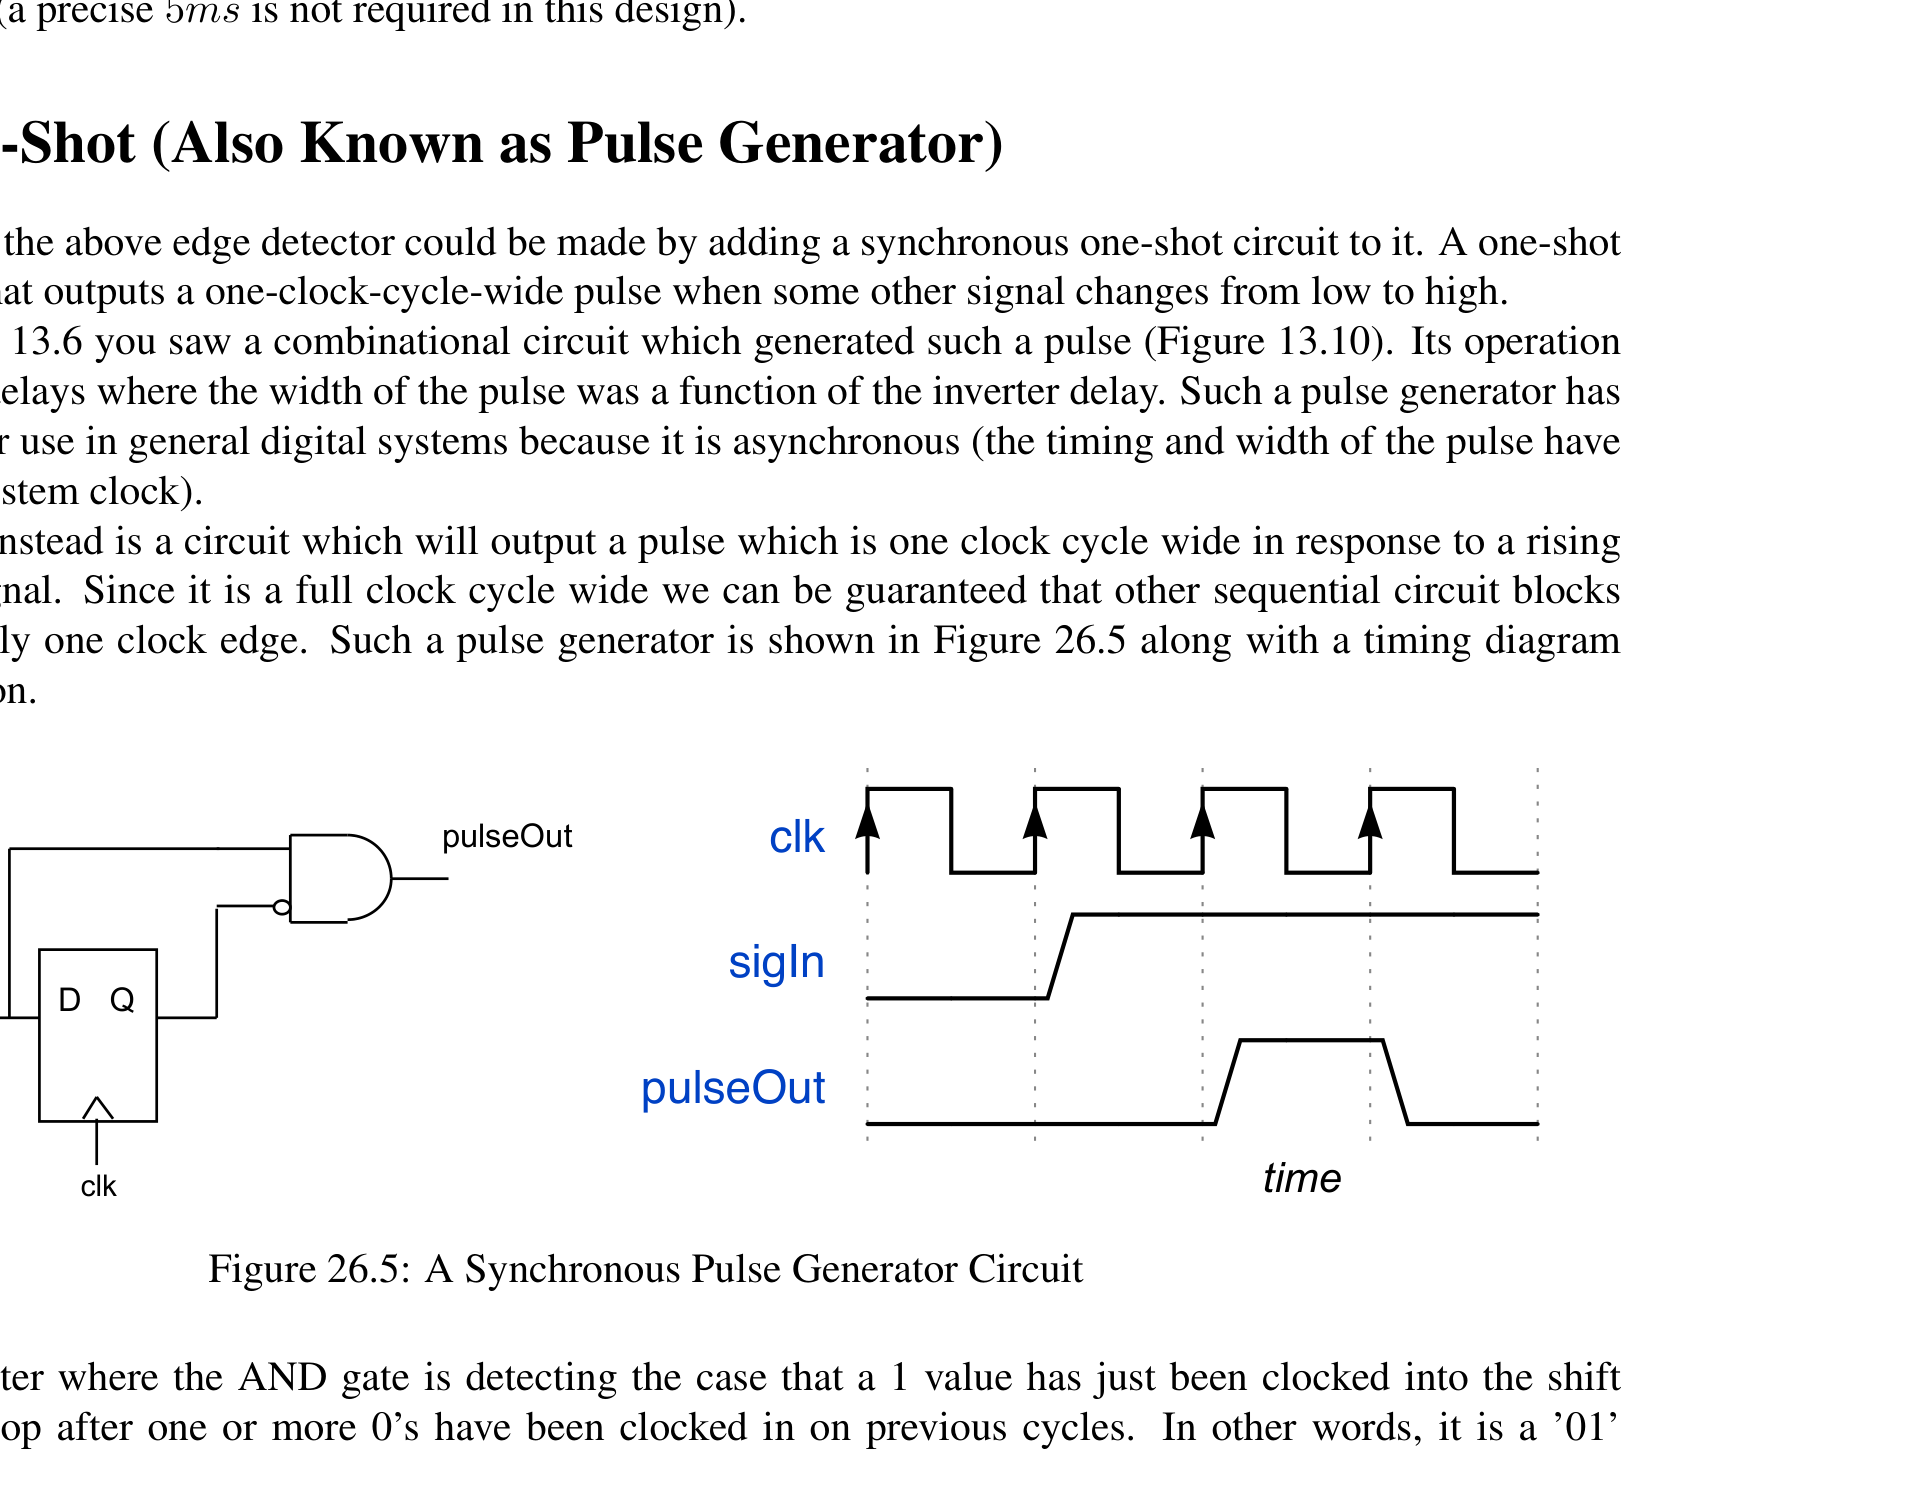 (a precise 5ms is not required in this design).
-Shot (Also Known as Pulse Generator)
the above edge detector could be made by adding a synchronous one-shot circuit to it. A one-shot
at outputs a one-clock-cycle-wide pulse when some other signal changes from low to high.
13.6 you saw a combinational circuit which generated such a pulse (Figure 13.10). Its operation
elays where the width of the pulse was a function of the inverter delay. Such a pulse generator has
r use in general digital systems because it is asynchronous (the timing and width of the pulse have
stem clock).
nstead is a circuit which will output a pulse which is one clock cycle wide in response to a rising
nal. Since it is a full clock cycle wide we can be guaranteed that other sequential circuit blocks
ly one clock edge. Such a pulse generator is shown in Figure 26.5 along with a timing diagram
on.
pulseOut
D Q
clk
clk
sigIn
pulseOut
time
Figure 26.5: A Synchronous Pulse Generator Circuit
ter where the AND gate is detecting the case that a 1 value has just been clocked into the shift
op after one or more 0's have been clocked in on previous cycles. In other words, it is a '01'